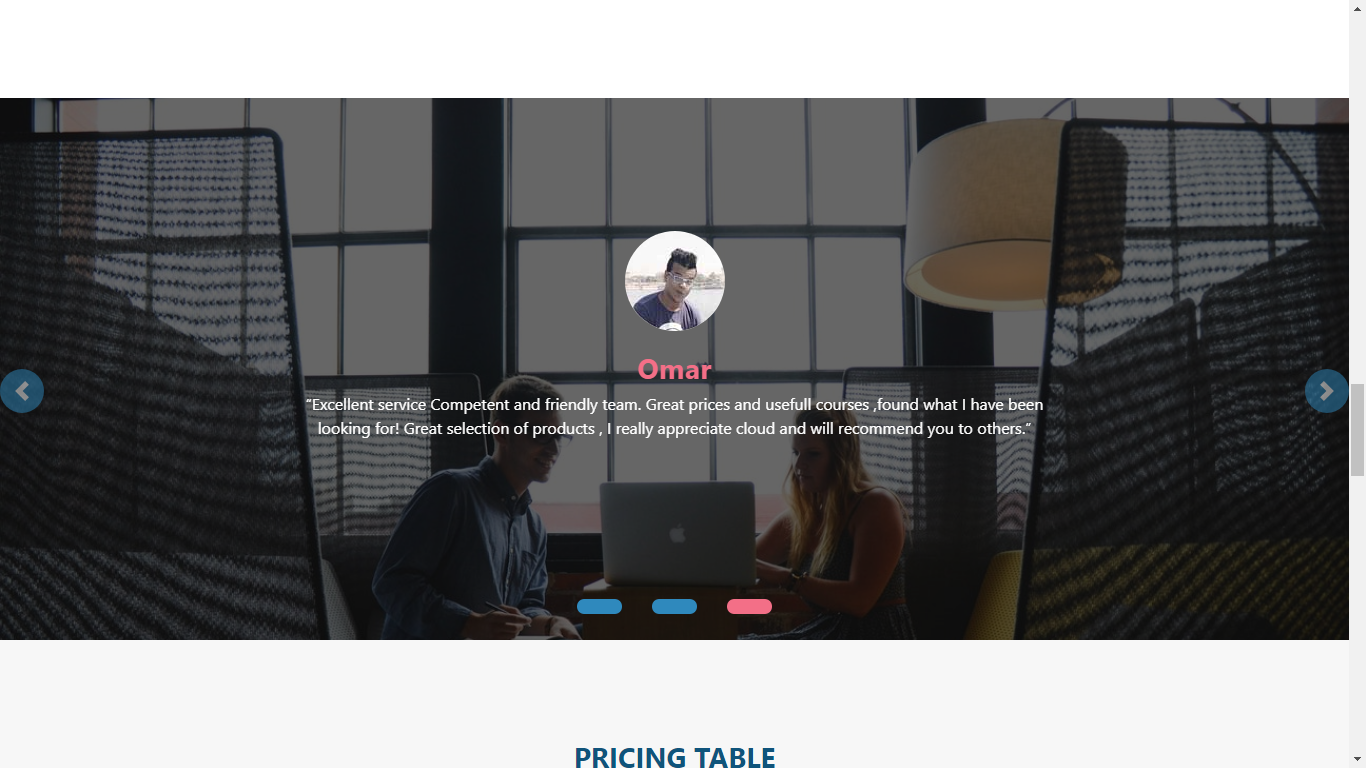 Omar
“Excellent service Competent and friendly team. Great prices and usefull courses ,found what I have been
looking for! Great selection of products , I really appreciate cloud and will recommend you to others.”
PRICING TABLE